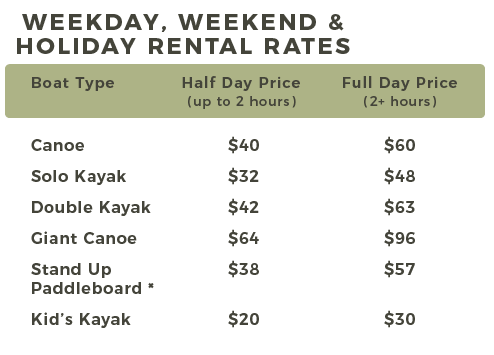 WEEKDAY, WEEKEND &
HOLIDAY RENTAL RATES
Boat Type Half Day Price Full Day Price
(up to 2 hours) (2+ hours)
Canoe $40 $60
Solo Kayak $32 $48
Double Kayak $42 $63
Giant Canoe $64 $96
Stand Up $38 $57
Paddleboard *
Kid's Kayak $20 $30